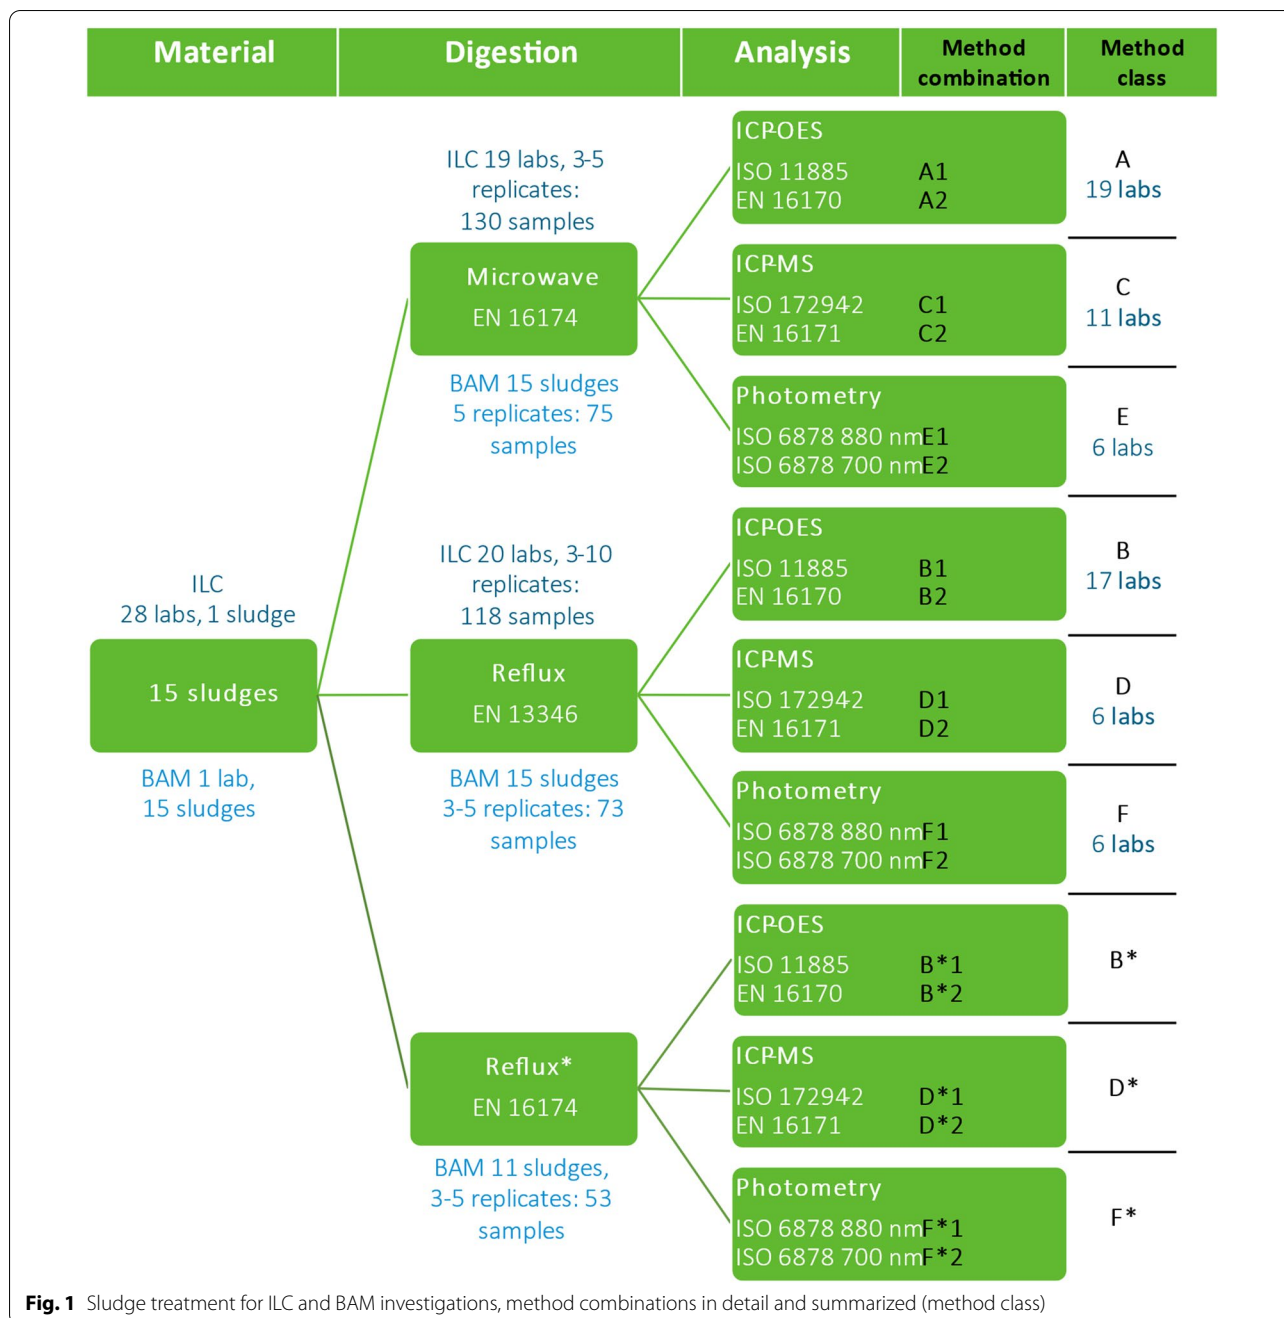 Material
Digestion
Analysis
Method
combination
Method
class
ILC
28 labs, 1 sludge
15 sludges
BAM 1 lab,
15 sludges
ILC 19 labs, 3-5
replicates:
130 samples
Microwave
EN 16174
BAM 15 sludges
5 replicates: 75
samples
ICP-OES
ISO 11885 A1
EN 16170 A2
A
19 labs
ICP-MS
ISO 17294-2 C1
EN 16171 C2
C
11 labs
Photometry
ISO 6878 880 nm E1
ISO 6878 700 nm E2
E
6 labs
ILC 20 labs, 3-10
replicates:
118 samples
Reflux
EN 13346
BAM 15 sludges
3-5 replicates: 73
samples
ICP-OES
ISO 11885 B1
EN 16170 B2
B
17 labs
ICP-MS
ISO 17294-2 D1
EN 16171 D2
D
6 labs
Photometry
ISO 6878 880 nm F1
ISO 6878 700 nm F2
F
6 labs
Reflux*
EN 16174
BAM 11 sludges,
3-5 replicates: 53
samples
ICP-OES
ISO 11885 B*1
EN 16170 B*2
B*
ICP-MS
ISO 17294-2 D*1
EN 16171 D*2
D*
Photometry
ISO 6878 880 nm F*1
ISO 6878 700 nm F*2
F*
Fig. 1 Sludge treatment for ILC and BAM investigations, method combinations in detail and summarized (method class)